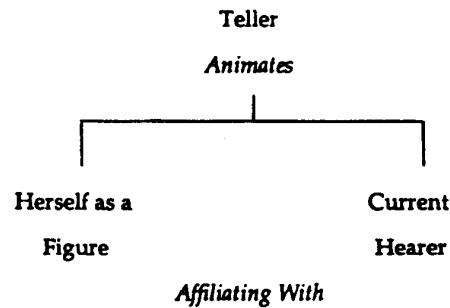 Teller
Animates
Herself as a
Figure
Current
Hearer
Affiliating With